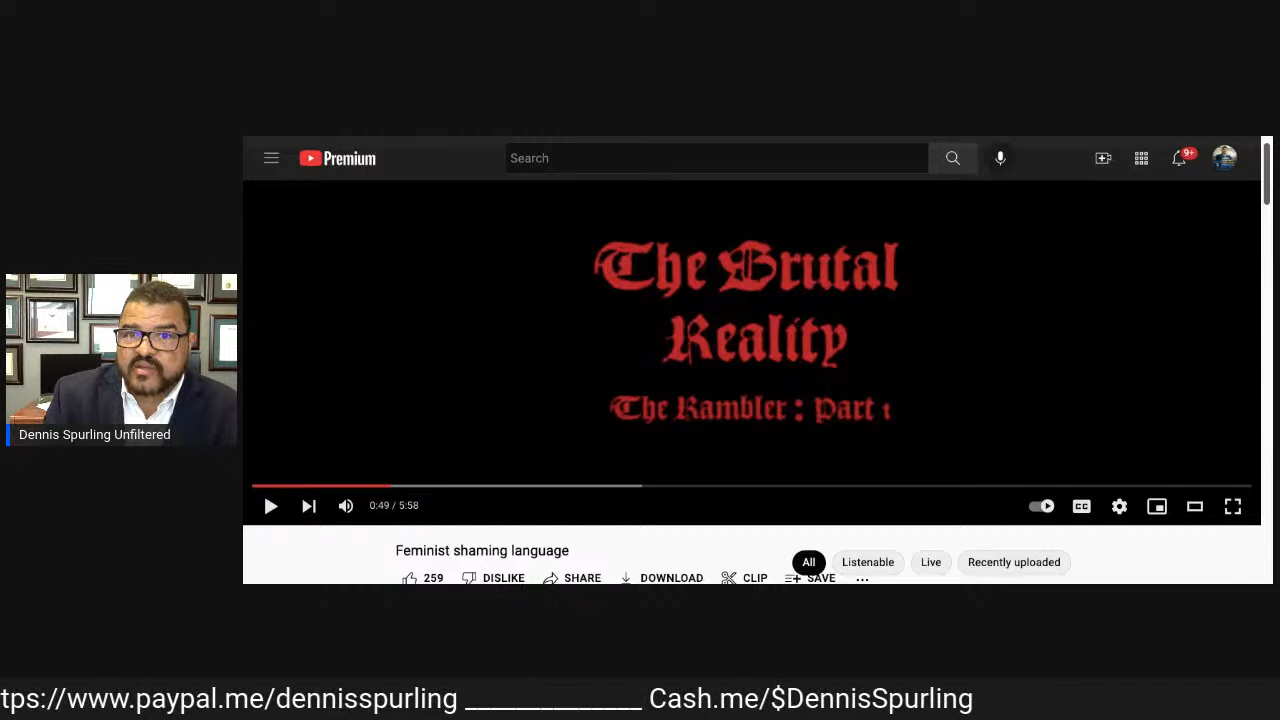 Premium
Search
9+
The Brutal
Reality
The Rambler : Part 1
0:49 / 5:58
CC
Feminist shaming language
All
Listenable
Live
Recently uploaded
259
DISLIKE
SHARE
DOWNLOAD
CLIP
SAVE
...
Dennis Spurling Unfiltered
tps://www.paypal.me/dennisspurling ______________ Cash.me/$DennisSpurling